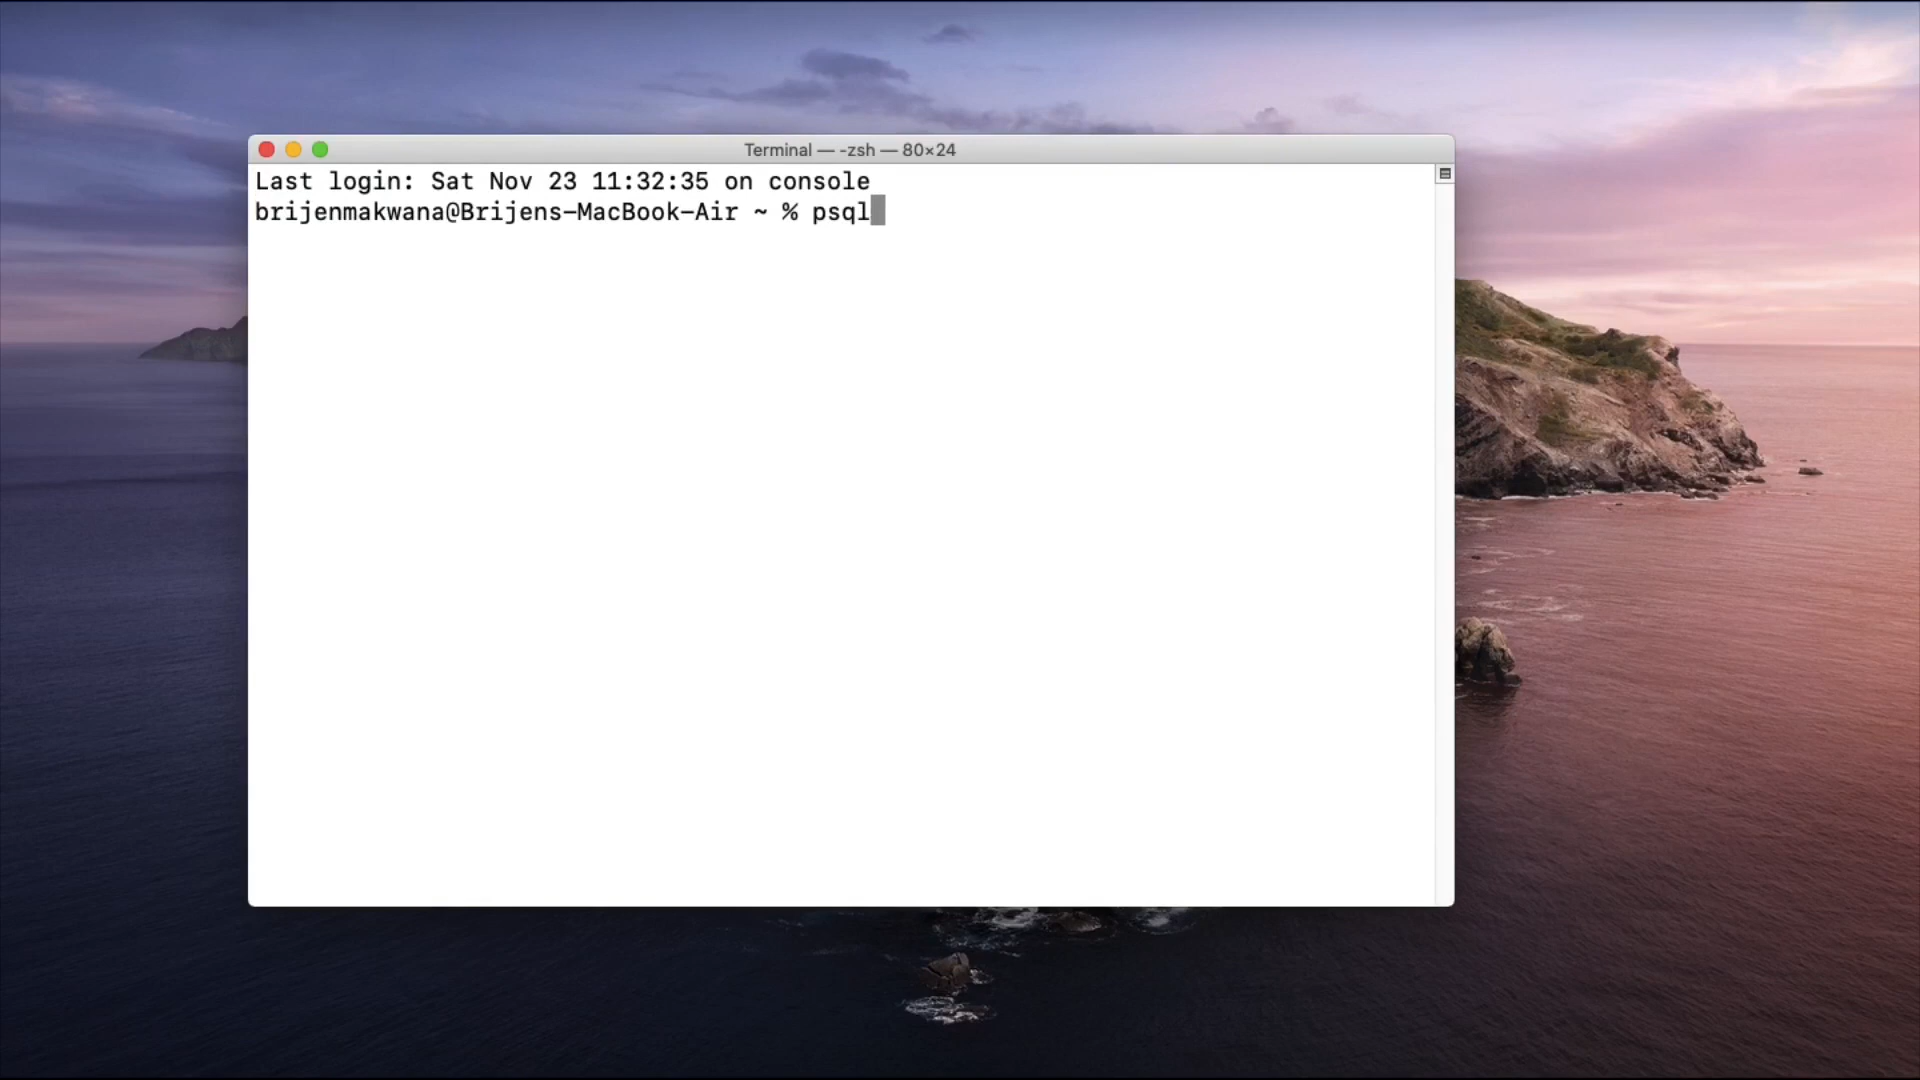 Terminal — -zsh — 80×24
Last login: Sat Nov 23 11:32:35 on console
brijenmakwana@Brijens-MacBook-Air ~ % psql